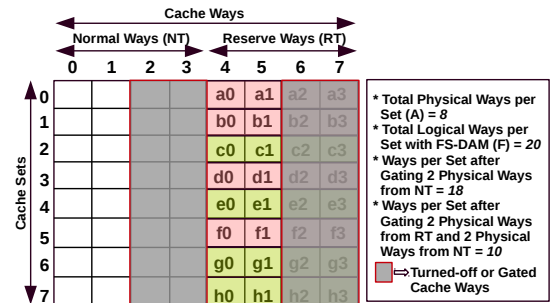 Cache Ways
Normal Ways (NT) Reserve Ways (RT)
0 1 2 3 4 5 6 7
Cache Sets
0 a0 a1 a2 a3
1 b0 b1 b2 b3
2 c0 c1 c2 c3
3 d0 d1 d2 d3
4 e0 e1 e2 e3
5 f0 f1 f2 f3
6 g0 g1 g2 g3
7 h0 h1 h2 h3
* Total Physical Ways per
Set (A) = 8
* Total Logical Ways per
Set with FS-DAM (F) = 20
* Ways per Set after
Gating 2 Physical Ways
from NT = 18
* Ways per Set after
Gating 2 Physical Ways
from RT and 2 Physical
Ways from NT = 10
⇨Turned-off or Gated
Cache Ways